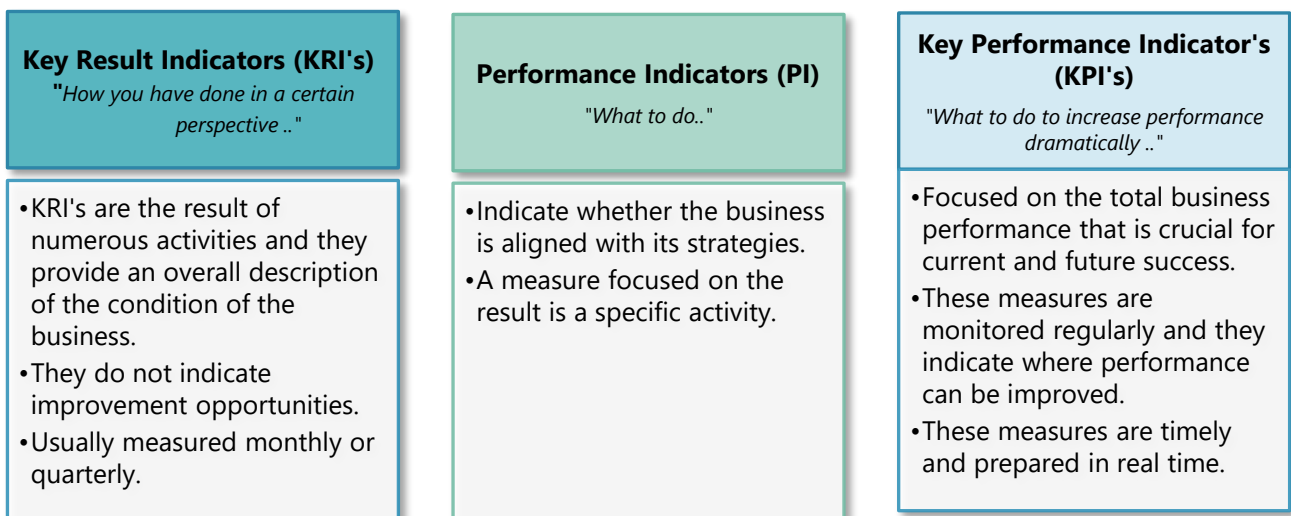 Key Result Indicators (KRI's)
"How you have done in a certain
perspective .."
•KRI's are the result of
numerous activities and they
provide an overall description
of the condition of the
business.
•They do not indicate
improvement opportunities.
•Usually measured monthly or
quarterly.
Performance Indicators (PI)
"What to do.."
•Indicate whether the business
is aligned with its strategies.
•A measure focused on the
result is a specific activity.
Key Performance Indicator's
(KPI's)
"What to do to increase performance
dramatically .."
•Focused on the total business
performance that is crucial for
current and future success.
•These measures are
monitored regularly and they
indicate where performance
can be improved.
•These measures are timely
and prepared in real time.